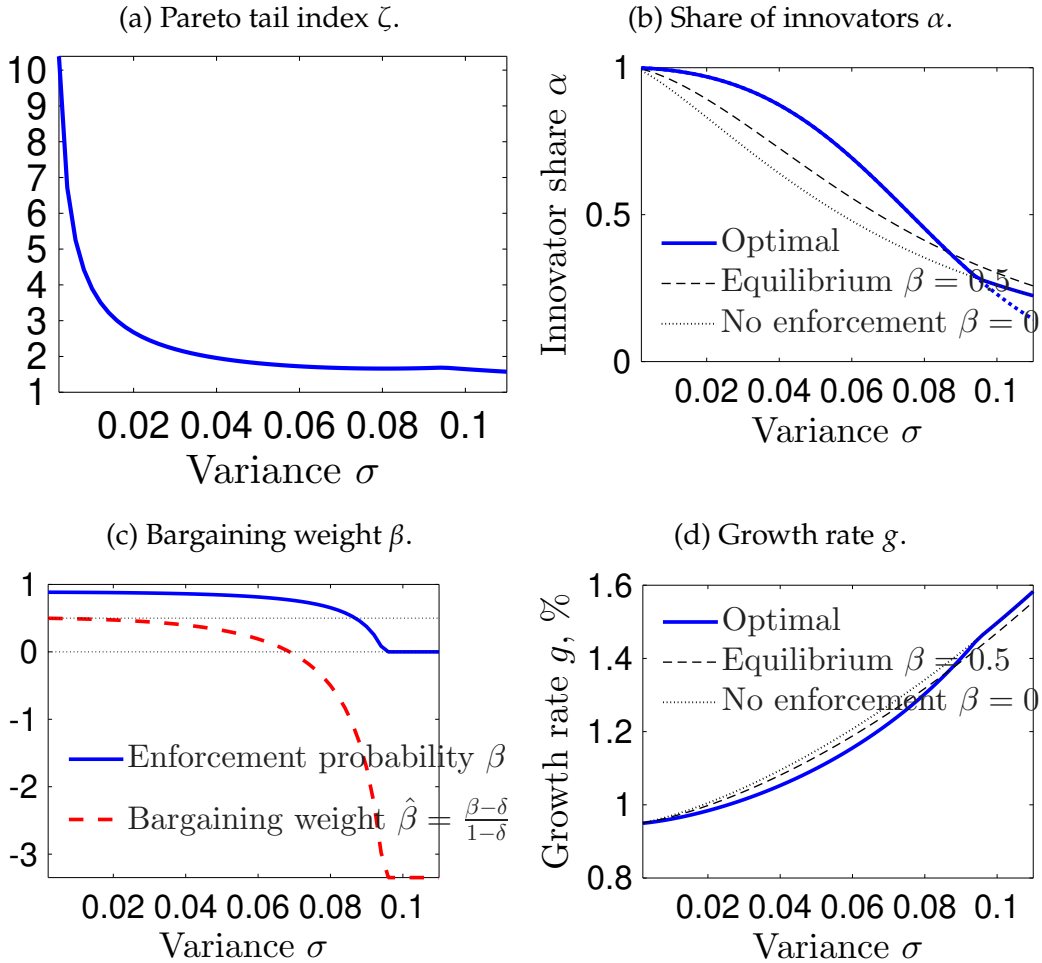 (a) Pareto tail index ζ.
10
9
8
7
6
5
4
3
2
1
0.02 0.04 0.06 0.08 0.1
Variance σ
(b) Share of innovators α.
Innovator share α
1
0.5
0
Optimal
Equilibrium β = 0.5
No enforcement β = 0
0.02 0.04 0.06 0.08 0.1
Variance σ
(c) Bargaining weight β.
1
0
-1
-2
-3
Enforcement probability β
Bargaining weight β̂ = (β−δ)/(1−δ)
0.02 0.04 0.06 0.08 0.1
Variance σ
(d) Growth rate g.
Growth rate g, %
1.6
1.4
1.2
1
0.8
Optimal
Equilibrium β = 0.5
No enforcement β = 0
0.02 0.04 0.06 0.08 0.1
Variance σ